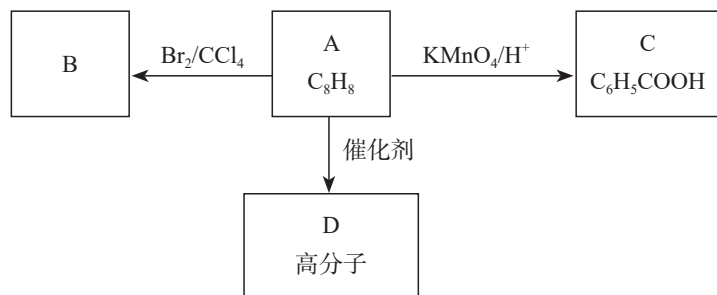 B
Br₂/CCl₄
A
C₈H₈
KMnO₄/H⁺
C
C₆H₅COOH
催化剂
D
高分子